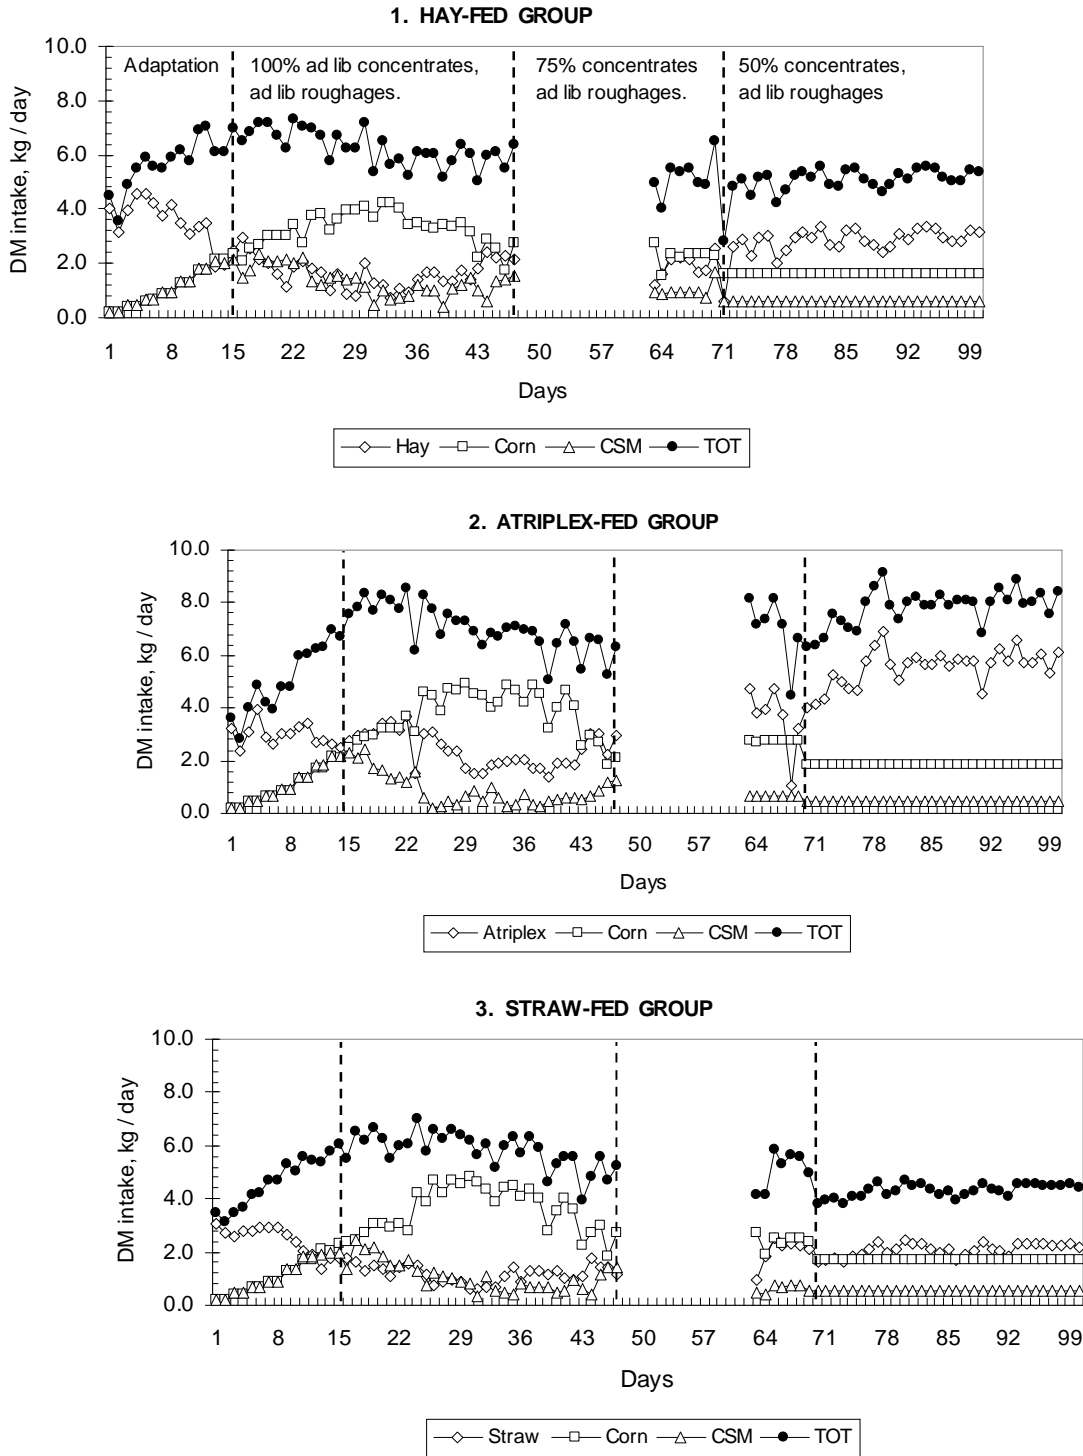 1. HAY-FED GROUP
DM intake, kg / day
10.0
8.0
6.0
4.0
2.0
0.0
Adaptation
100% ad lib concentrates,
ad lib roughages.
75% concentrates
ad lib roughages.
50% concentrates,
ad lib roughages
1 8 15 22 29 36 43 50 57 64 71 78 85 92 99
Days
Hay Corn CSM TOT
2. ATRIPLEX-FED GROUP
DM intake, kg / day
10.0
8.0
6.0
4.0
2.0
0.0
1 8 15 22 29 36 43 50 57 64 71 78 85 92 99
Days
Atriplex Corn CSM TOT
3. STRAW-FED GROUP
DM intake, kg / day
10.0
8.0
6.0
4.0
2.0
0.0
1 8 15 22 29 36 43 50 57 64 71 78 85 92 99
Days
Straw Corn CSM TOT